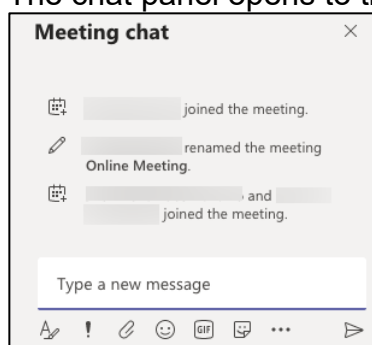 The chat panel opens to t
Meeting chat
joined the meeting.
renamed the meeting
Online Meeting.
and
joined the meeting.
Type a new message
GIF